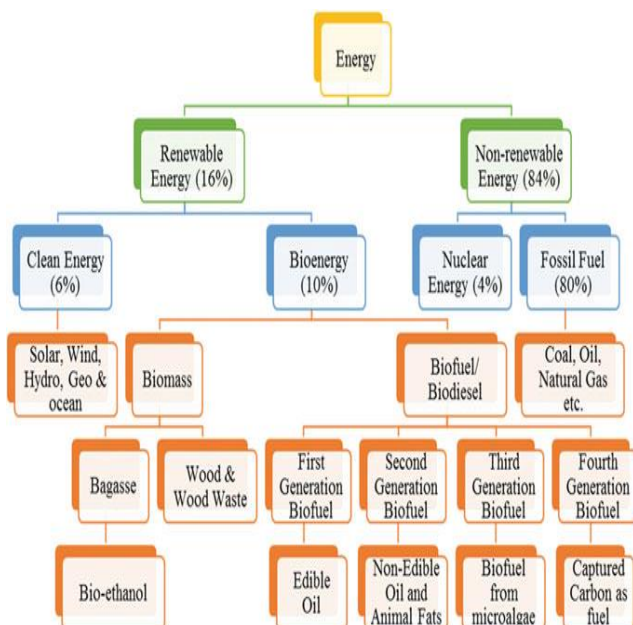 Energy
Renewable
Energy (16%)
Non-renewable
Energy (84%)
Clean Energy
(6%)
Bioenergy
(10%)
Nuclear
Energy (4%)
Fossil Fuel
(80%)
Solar, Wind,
Hydro, Geo &
ocean
Biomass
Biofuel/
Biodiesel
Coal, Oil,
Natural Gas
etc.
Bagasse
Wood &
Wood Waste
First
Generation
Biofuel
Second
Generation
Biofuel
Third
Generation
Biofuel
Fourth
Generation
Biofuel
Bio-ethanol
Edible
Oil
Non-Edible
Oil and
Animal Fats
Biofuel
from
microalgae
Captured
Carbon as
fuel